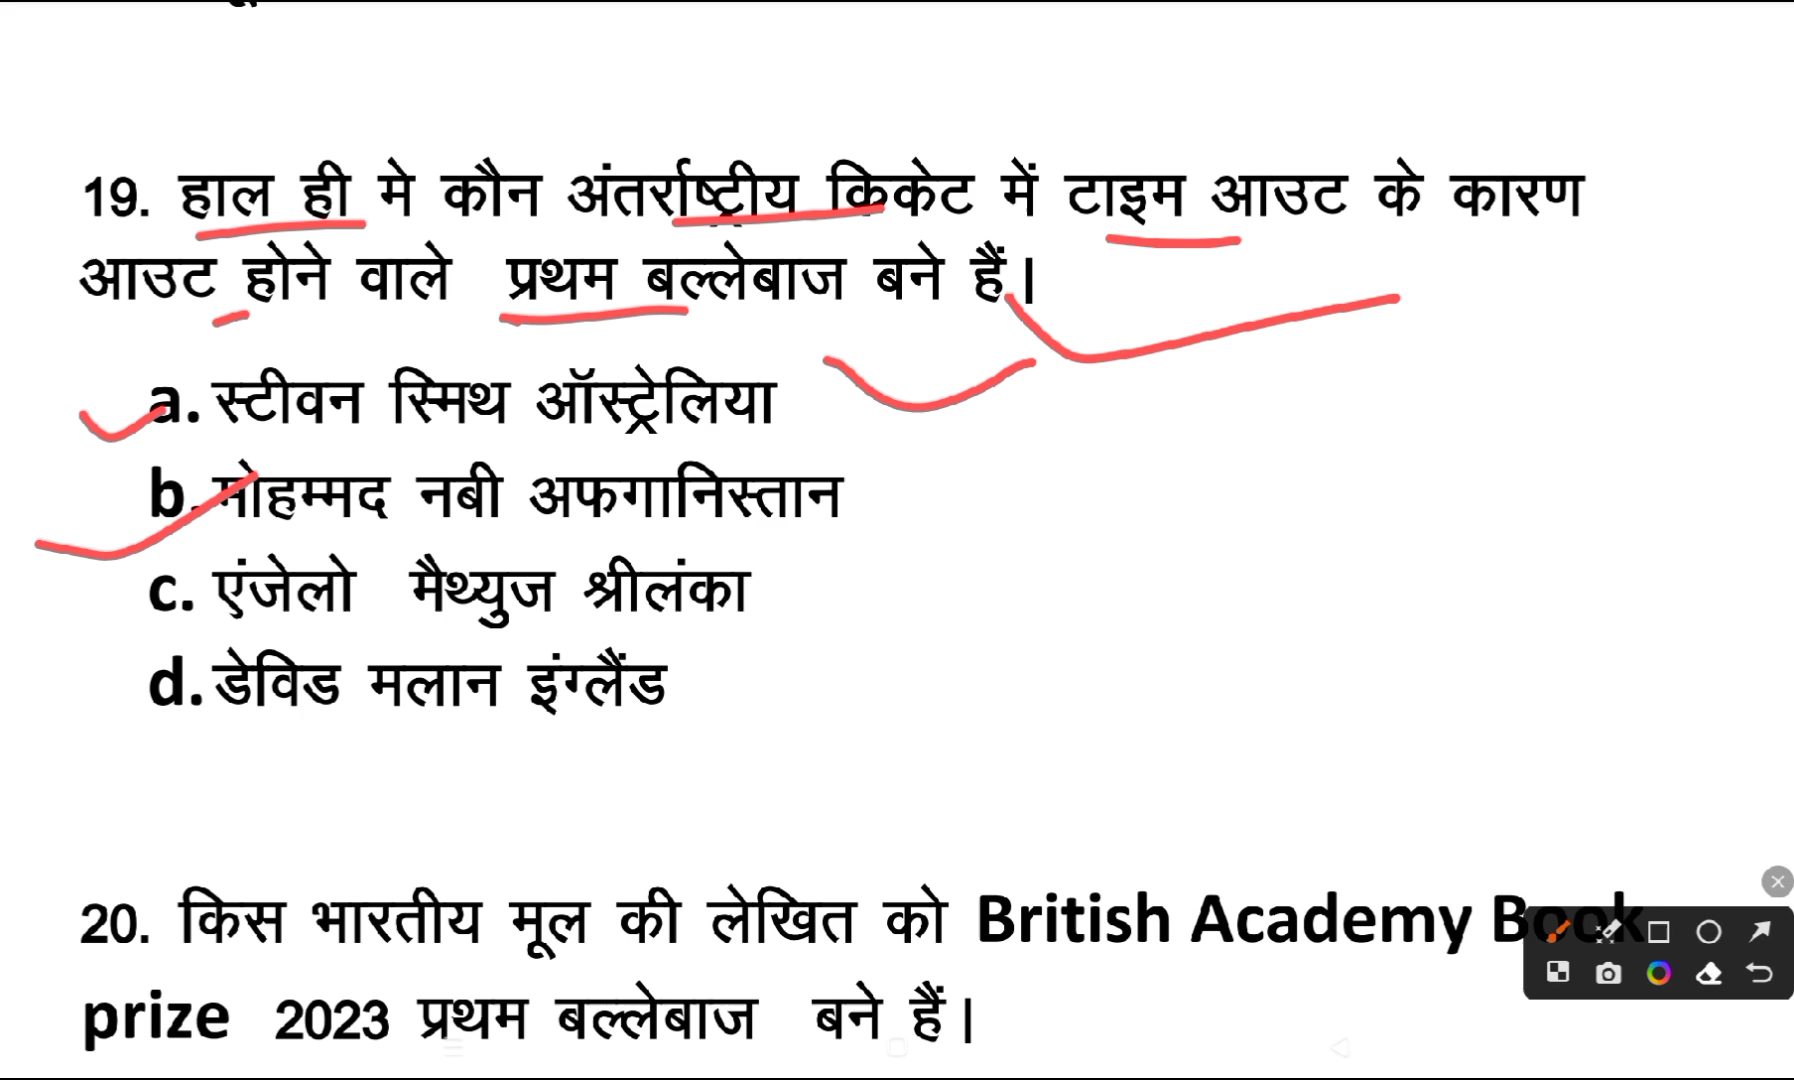 19. हाल ही मे कौन अंतर्राष्ट्रीय क्रिकेट में टाइम आउट के कारण
आउट होने वाले प्रथम बल्लेबाज बने हैं।
a. स्टीवन स्मिथ ऑस्ट्रेलिया
b. मोहम्मद नबी अफगानिस्तान
c. एंजेलो मैथ्युज श्रीलंका
d. डेविड मलान इंग्लैंड
20. किस भारतीय मूल की लेखित को British Academy Book
prize 2023 प्रथम बल्लेबाज बने हैं।